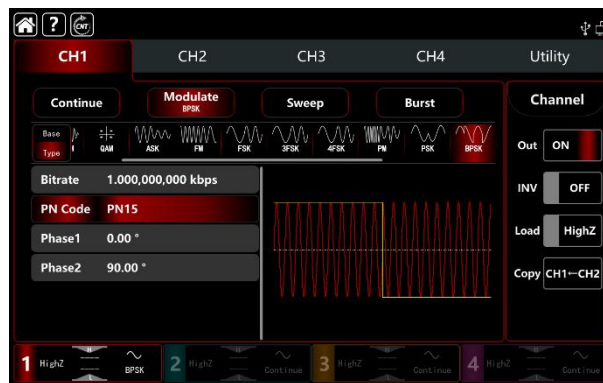 ? CNT
CH1 CH2 CH3 CH4 Utility
Continue Modulate BPSK Sweep Burst Channel
Base Type QAM ASK FM FSK 3FSK 4FSK PM PSK BPSK
Out ON
Bitrate 1.000,000,000 kbps
INV OFF
PN Code PN15
Phase1 0.00 °
Load HighZ
Phase2 90.00 °
Copy CH1←CH2
1 HighZ BPSK 2 HighZ Continue 3 HighZ Continue 4 HighZ Continue